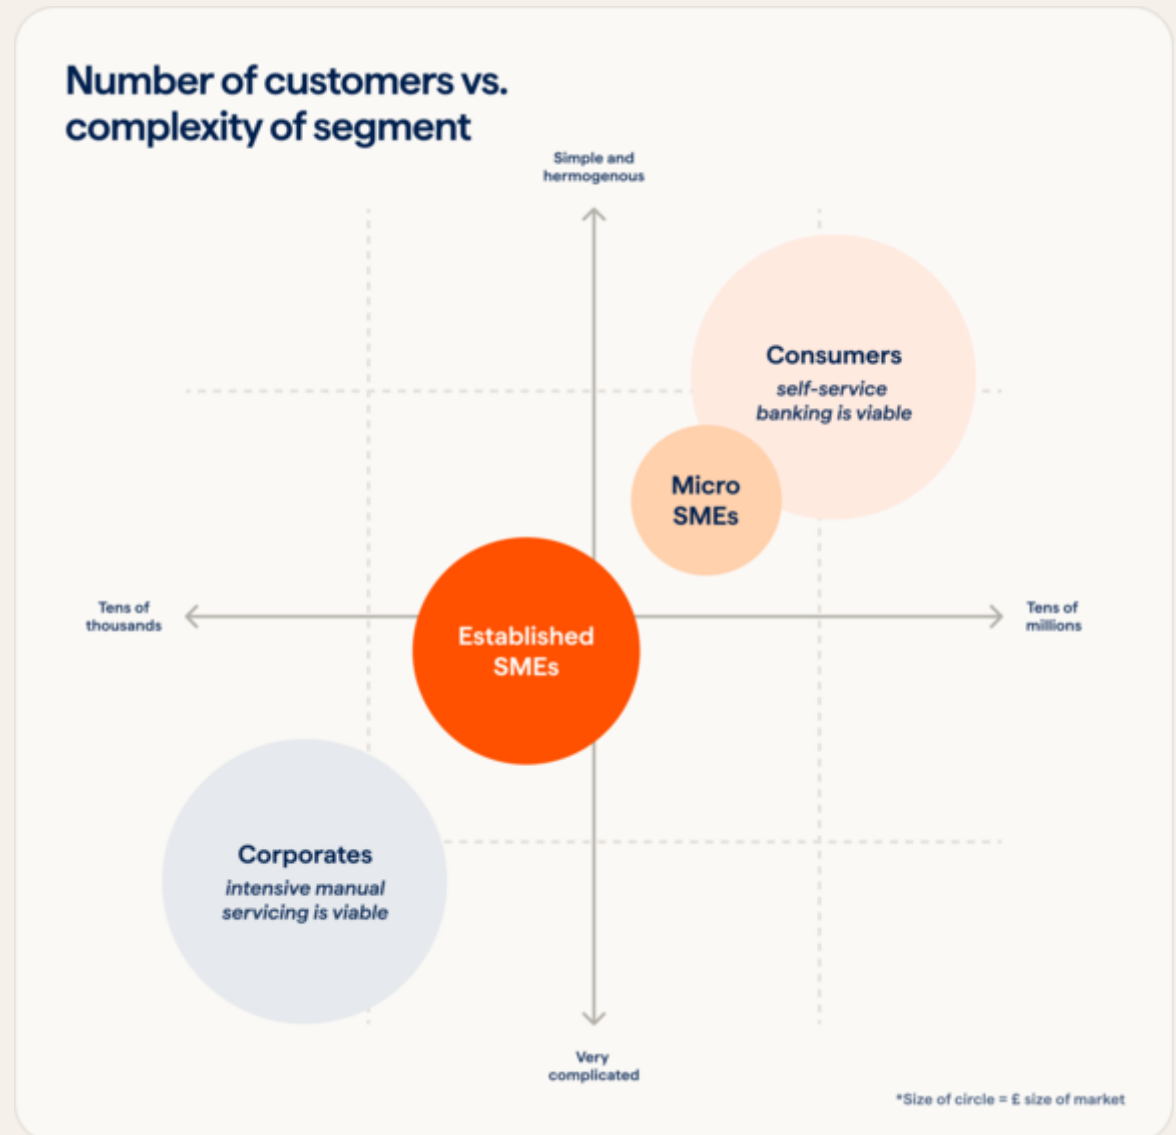 Number of customers vs.
complexity of segment
Simple and
hermogenous
Consumers
self-service
banking is viable
Micro
SMEs
Tens of
thousands
Tens of
millions
Established
SMEs
Corporates
intensive manual
servicing is viable
Very
complicated
*Size of circle = £ size of market